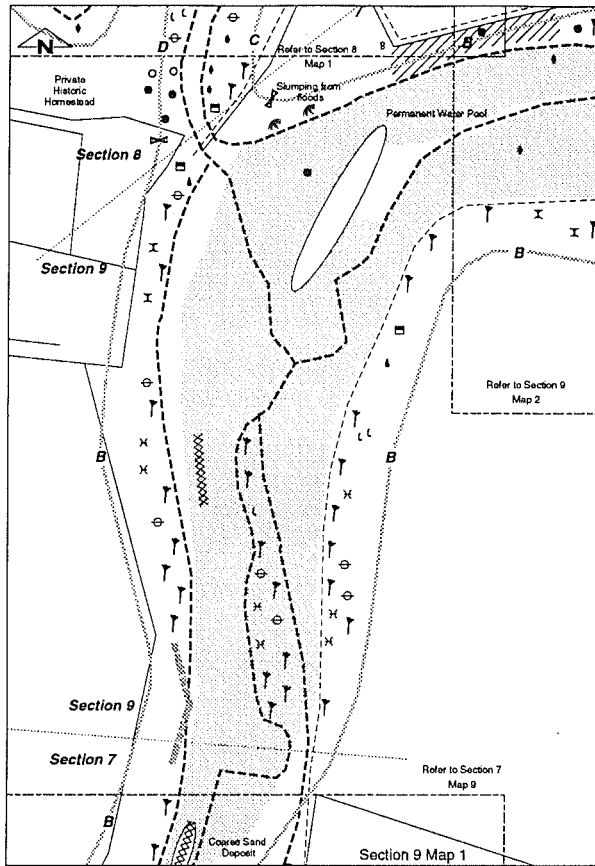 D
C
B
B
N
Refer to Section 8
Map 1
Private
Historic
Homestead
Slumping from
floods
Permanent Water Pool
Section 8
Section 9
B
Refer to Section 9
Map 2
B
B
Section 9
Section 7
Refer to Section 7
Map 9
B
Coarse Sand
Deposit
Section 9 Map 1